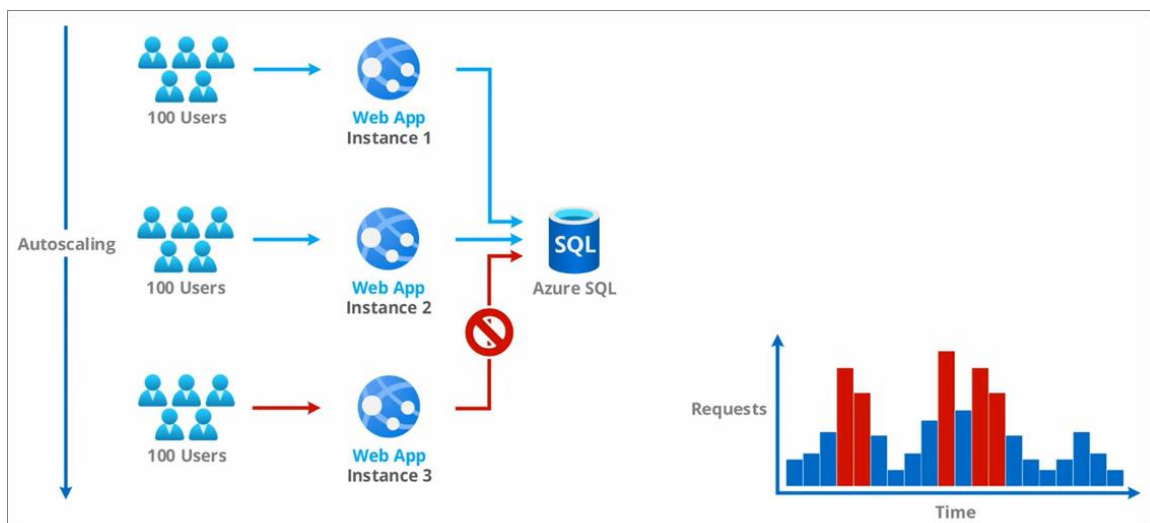 100 Users
Web App
Instance 1
Autoscaling
100 Users
Web App
Instance 2
SQL
Azure SQL
100 Users
Web App
Instance 3
Requests
Time